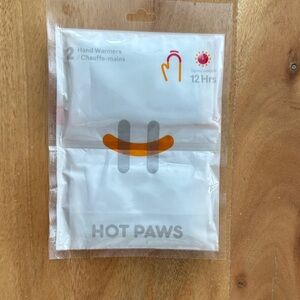 2 Hand Warmers
/ Chauffe-mains
12 Hrs
HOT PAWS